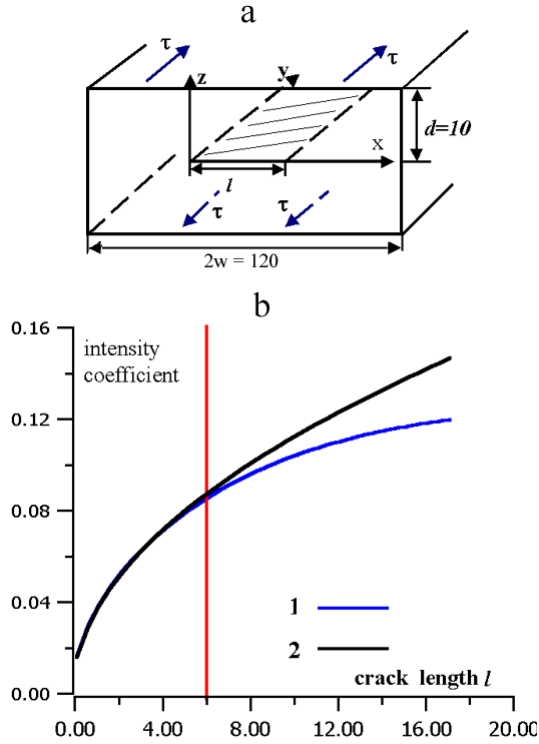 a
τ
τ
z
y
x
d=10
l
τ
τ
2w = 120
b
0.16
intensity
coefficient
0.12
0.08
0.04
1
2
crack length l
0.00
0.00 4.00 8.00 12.00 16.00 20.00